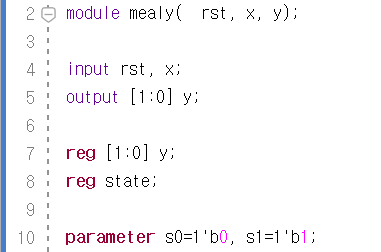 2 module mealy(  rst, x, y);
3
4 input rst, x;
5 output [1:0] y;
6
7 reg [1:0] y;
8 reg state;
9
10 parameter s0=1'b0, s1=1'b1;